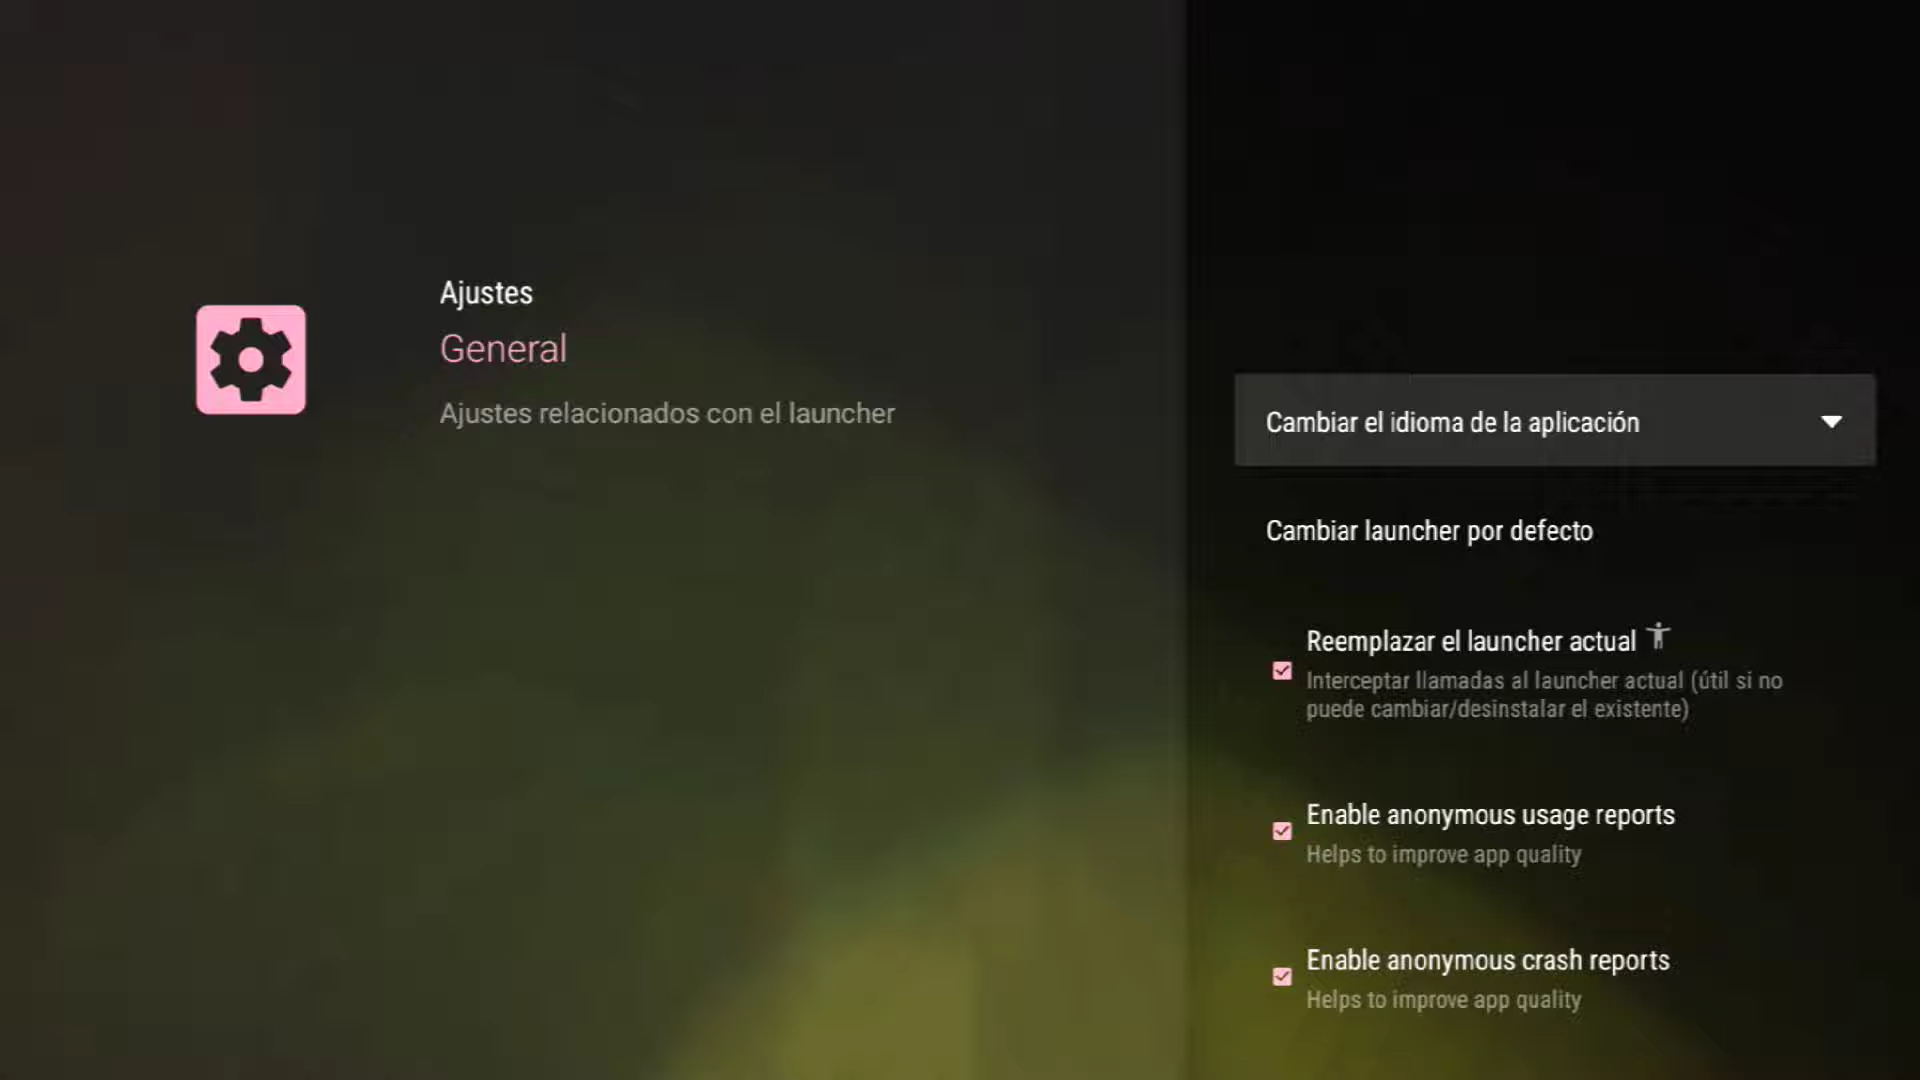 Ajustes
General
Ajustes relacionados con el launcher
Cambiar el idioma de la aplicación
Cambiar launcher por defecto
Reemplazar el launcher actual
Interceptar llamadas al launcher actual (útil si no
puede cambiar/desinstalar el existente)
Enable anonymous usage reports
Helps to improve app quality
Enable anonymous crash reports
Helps to improve app quality